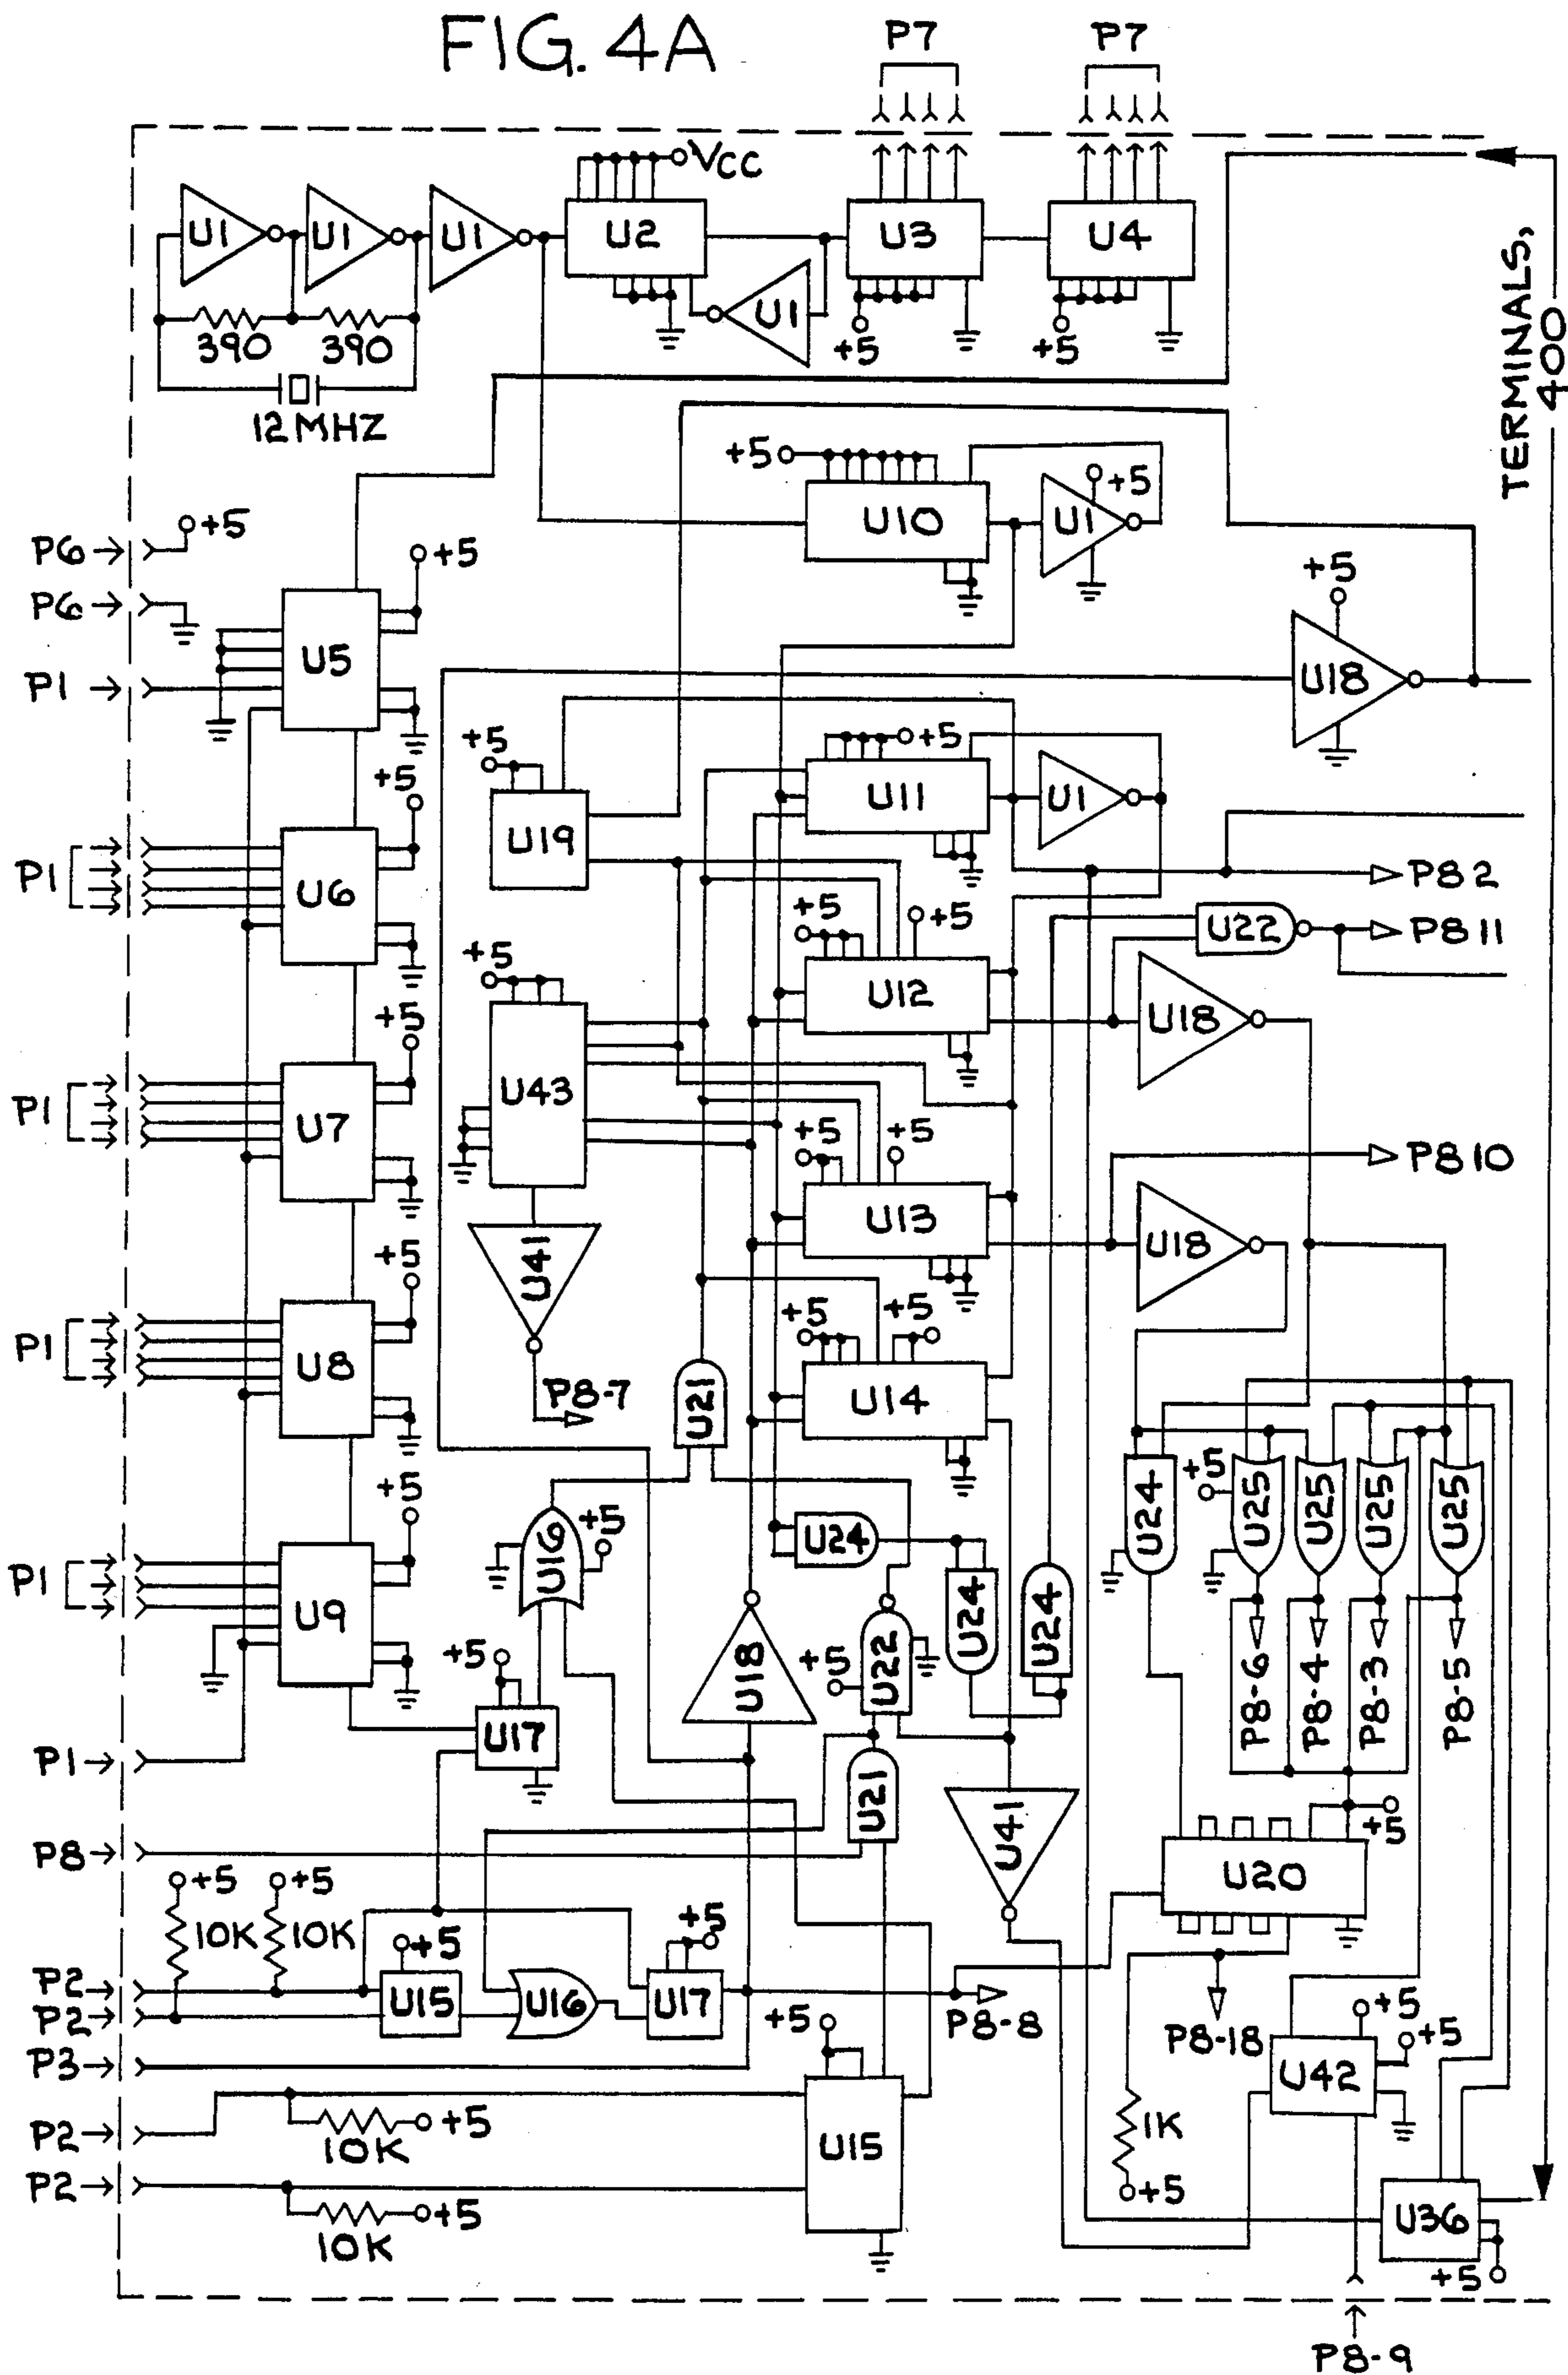 FIG. 4A
P7 P7
VCC
U1 U1 U1 U2 U3 U4
U1
390 390
+5 +5
12 MHZ
TERMINALS,
400
+5
+5
U10 U1
P6 +5
+5
P6
+5
U5
P1
U18
+5
+5
+5
U11 U1
U19
P1
U6
P8 2
+5 +5
U22
P8 11
+5
U12
U18
+5
U43
P1
U7
+5 +5
P8 10
U13
U18
U41
+5
+5 +5
P1
U8
U14
P8-7
U21
+5
+5
U25 U25 U25 U25
U24
U16
+5
U24
P1
U9
U24
U24
U22
+5
U18
+5
P8-6 P8-4 P8-3 P8-5
U17
P1
U21
U41
+5
P8
U20
+5 +5
10K 10K
+5
+5
P2
U15 U16 U17
P2
P8-8
P8-18
+5
+5
+5
P3
U42
P2
+5
10K
U15
1K
P2
+5
+5
10K
U36
+5
P8-9